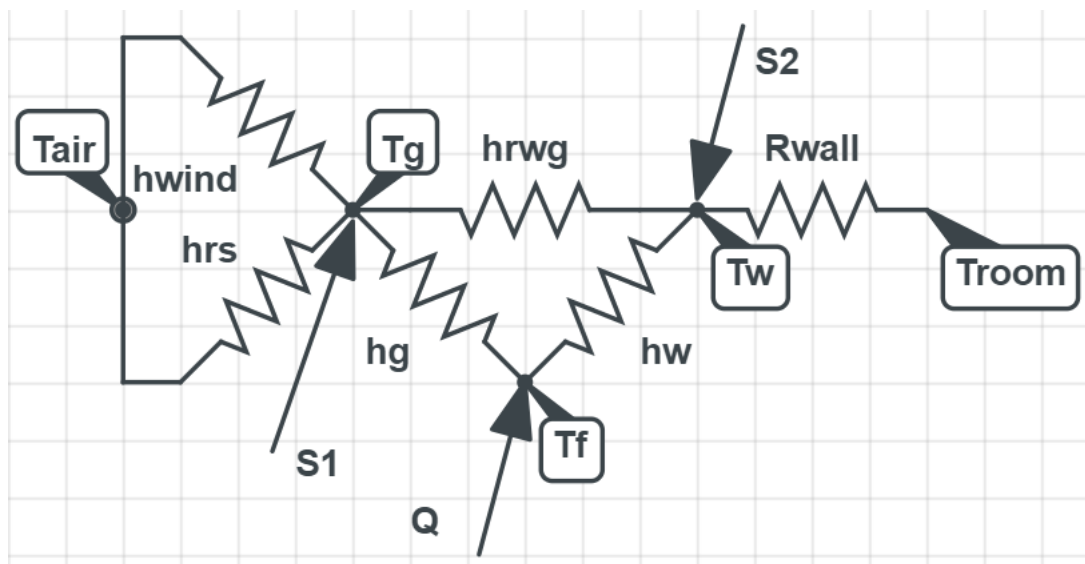 S2
Tair
Tg
hrwg
Rwall
hwind
hrs
Tw
Troom
hg
hw
S1
Tf
Q